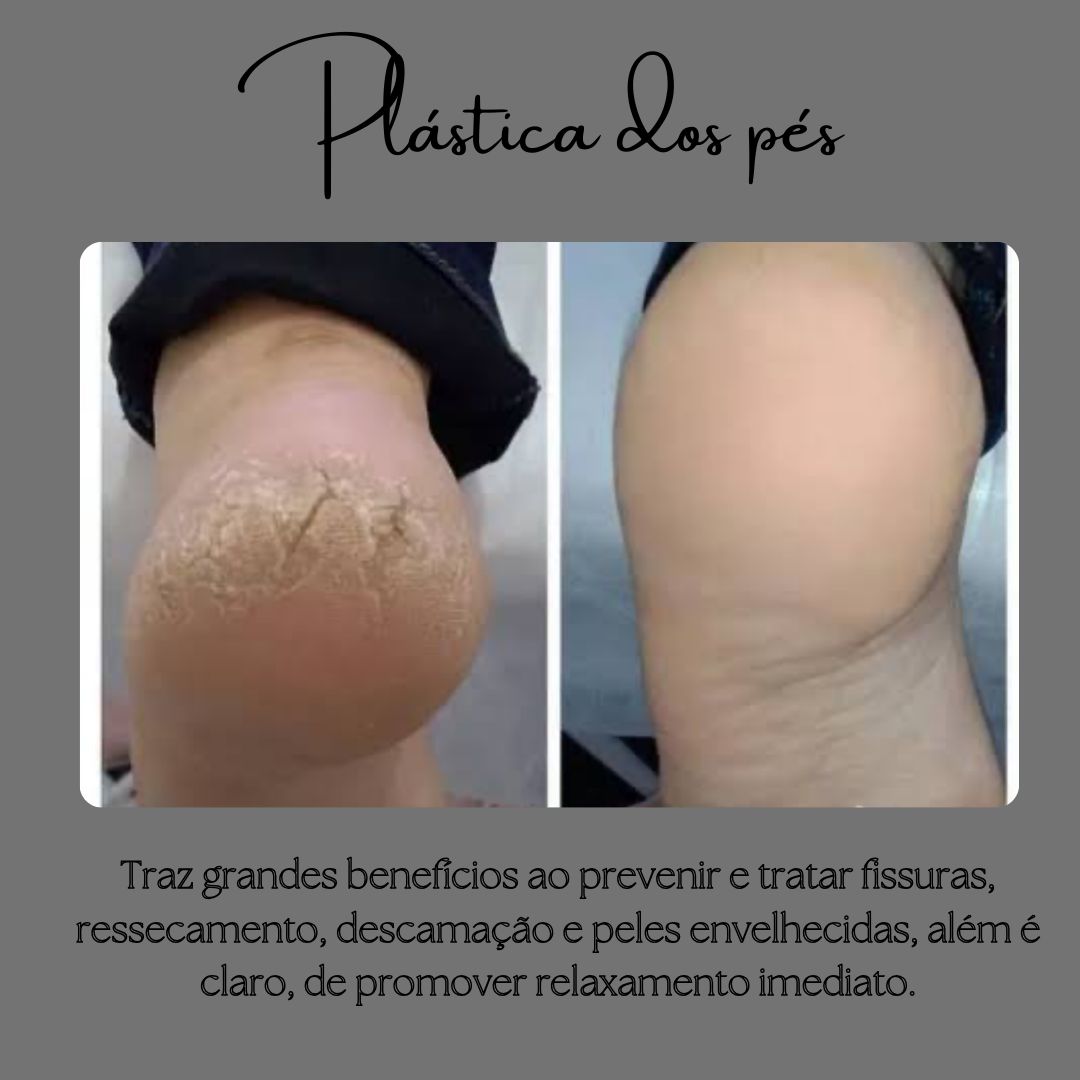 Plástica dos pés
Traz grandes benefícios ao prevenir e tratar fissuras,
ressecamento, descamação e peles envelhecidas, além é
claro, de promover relaxamento imediato.